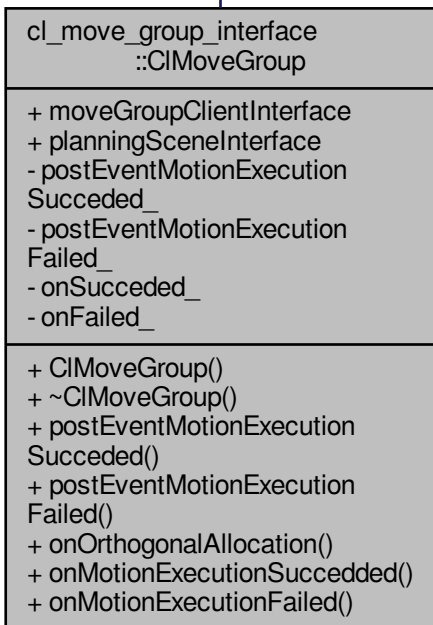 cl_move_group_interface
::ClMoveGroup
+ moveGroupClientInterface
+ planningSceneInterface
- postEventMotionExecution
Succeded_
- postEventMotionExecution
Failed_
- onSucceded_
- onFailed_
+ ClMoveGroup()
+ ~ClMoveGroup()
+ postEventMotionExecution
Succeded()
+ postEventMotionExecution
Failed()
+ onOrthogonalAllocation()
+ onMotionExecutionSuccedded()
+ onMotionExecutionFailed()